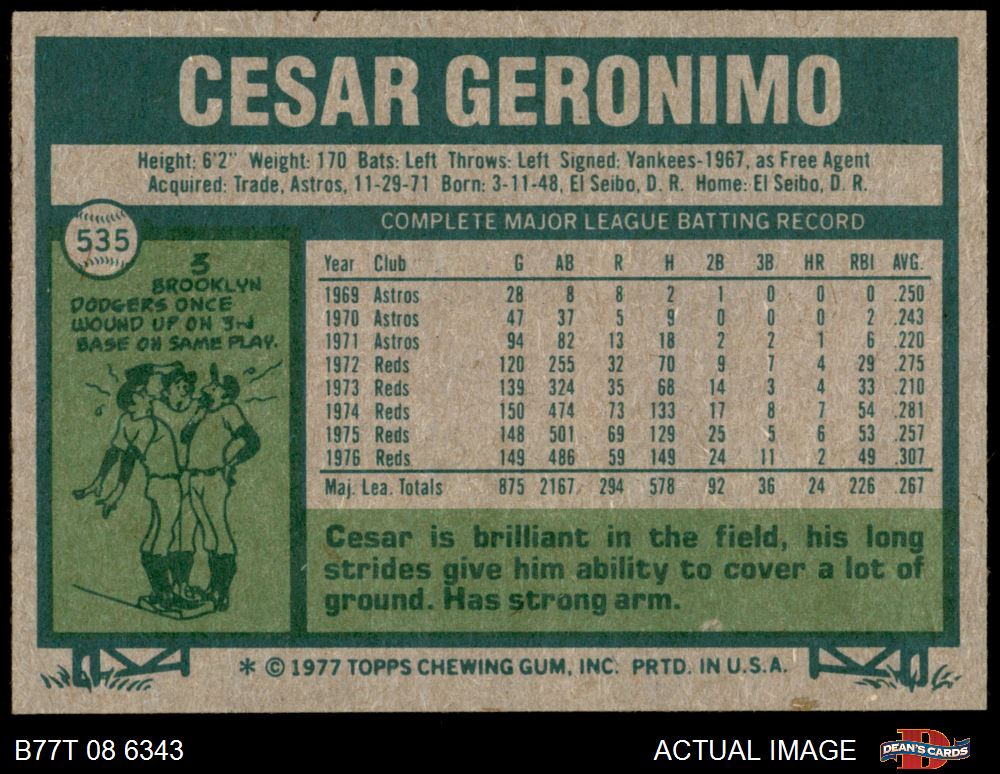 CESAR GERONIMO
Height: 6'2" Weight: 170 Bats: Left Throws: Left Signed: Yankees-1967, as Free Agent
Acquired: Trade, Astros, 11-29-71 Born: 3-11-48, El Seibo, D. R. Home: El Seibo, D. R.
535
3
BROOKLYN
DODGERS ONCE
WOUND UP ON 3rd
BASE ON SAME PLAY.
COMPLETE MAJOR LEAGUE BATTING RECORD
Year Club G AB R H 2B 3B HR RBI AVG.
1969 Astros 28 8 8 2 1 0 0 0 .250
1970 Astros 47 37 5 9 0 0 0 2 .243
1971 Astros 94 82 13 18 2 2 1 6 .220
1972 Reds 120 255 32 70 9 7 4 29 .275
1973 Reds 139 324 35 68 14 3 4 33 .210
1974 Reds 150 474 73 133 17 8 7 54 .281
1975 Reds 148 501 69 129 25 5 6 53 .257
1976 Reds 149 486 59 149 24 11 2 49 .307
Maj. Lea. Totals 875 2167 294 578 92 36 24 226 .267
Cesar is brilliant in the field, his long
strides give him ability to cover a lot of
ground. Has strong arm.
* © 1977 TOPPS CHEWING GUM, INC. PRTD. IN U.S.A.
B77T 08 6343
ACTUAL IMAGE
DEAN'S CARDS